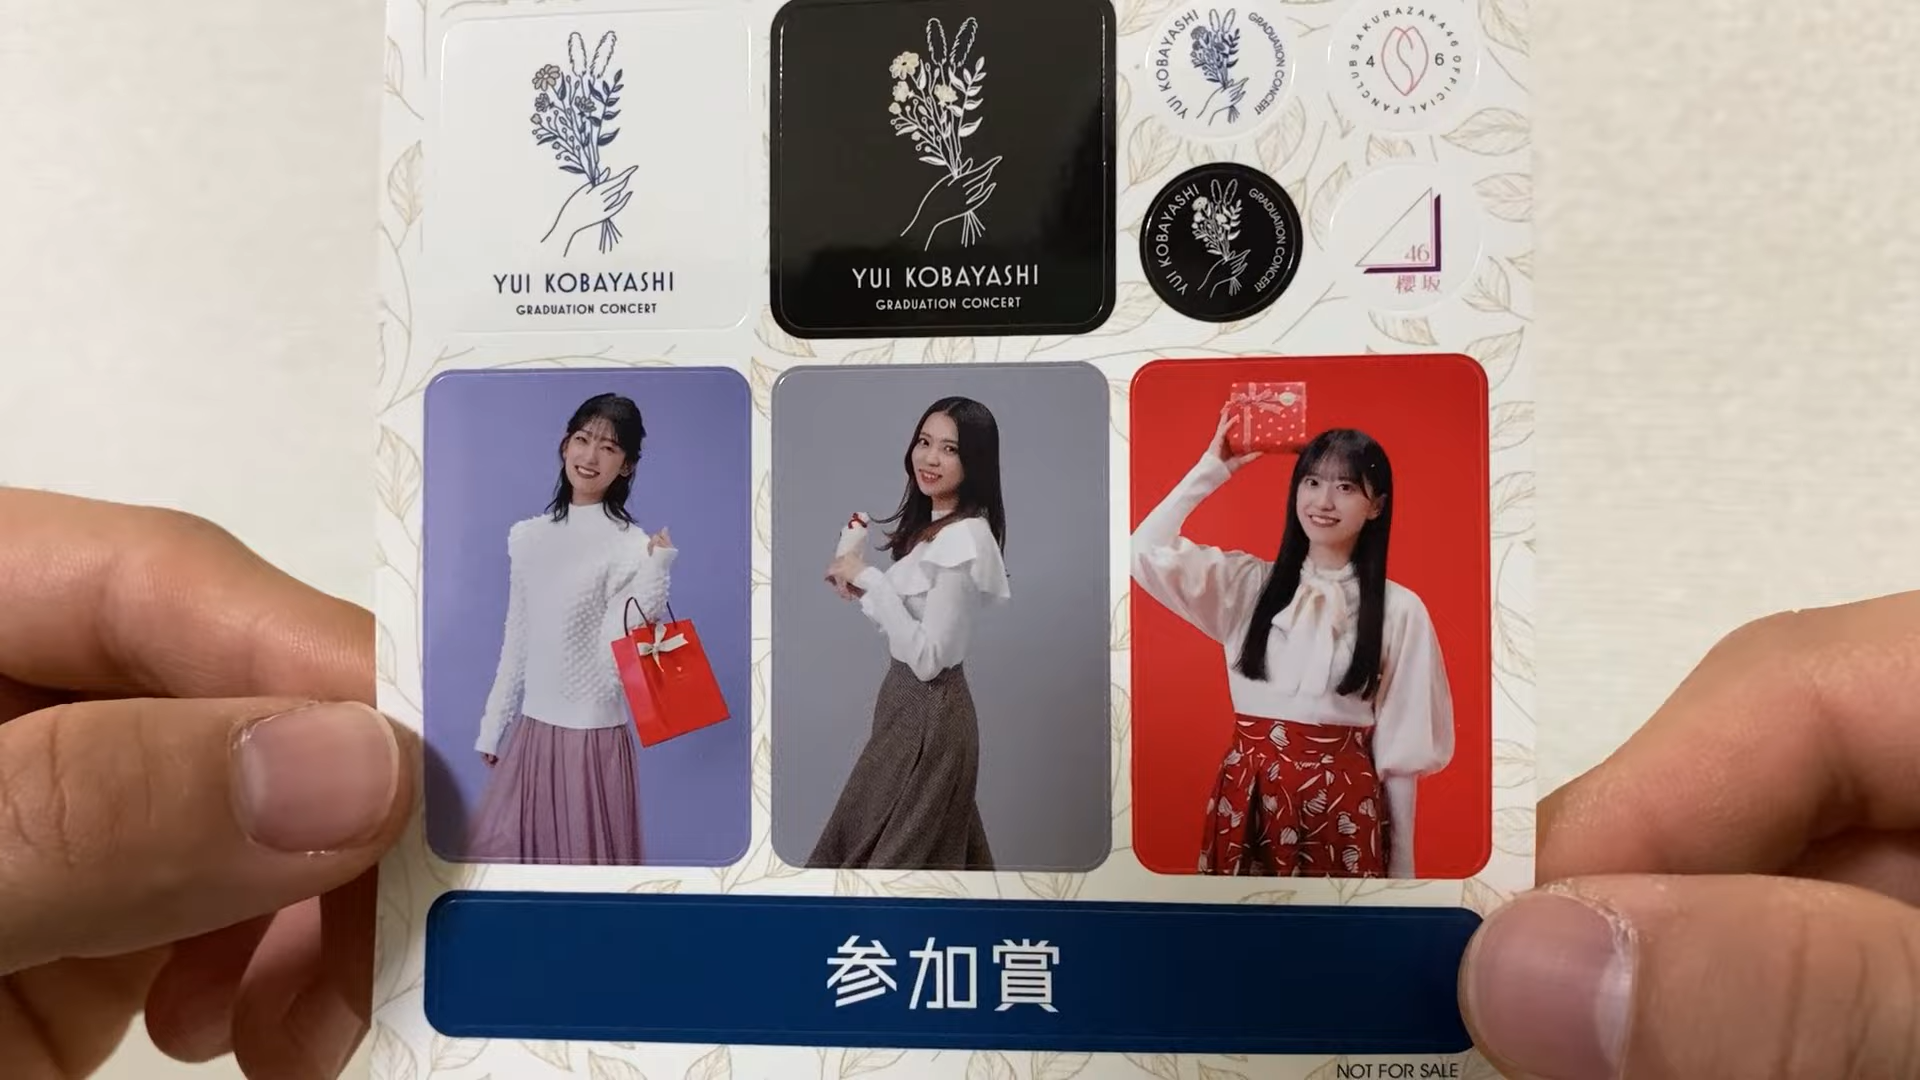 YUI KOBAYASHI
GRADUATION CONCERT
YUI KOBAYASHI
GRADUATION CONCERT
YUI KOBAYASHI GRADUATION CONCERT
SAKURAZAKA46 OFFICIAL FANCLUB
4 6
YUI KOBAYASHI GRADUATION CONCERT
46
櫻坂
参加賞
NOT FOR SALE